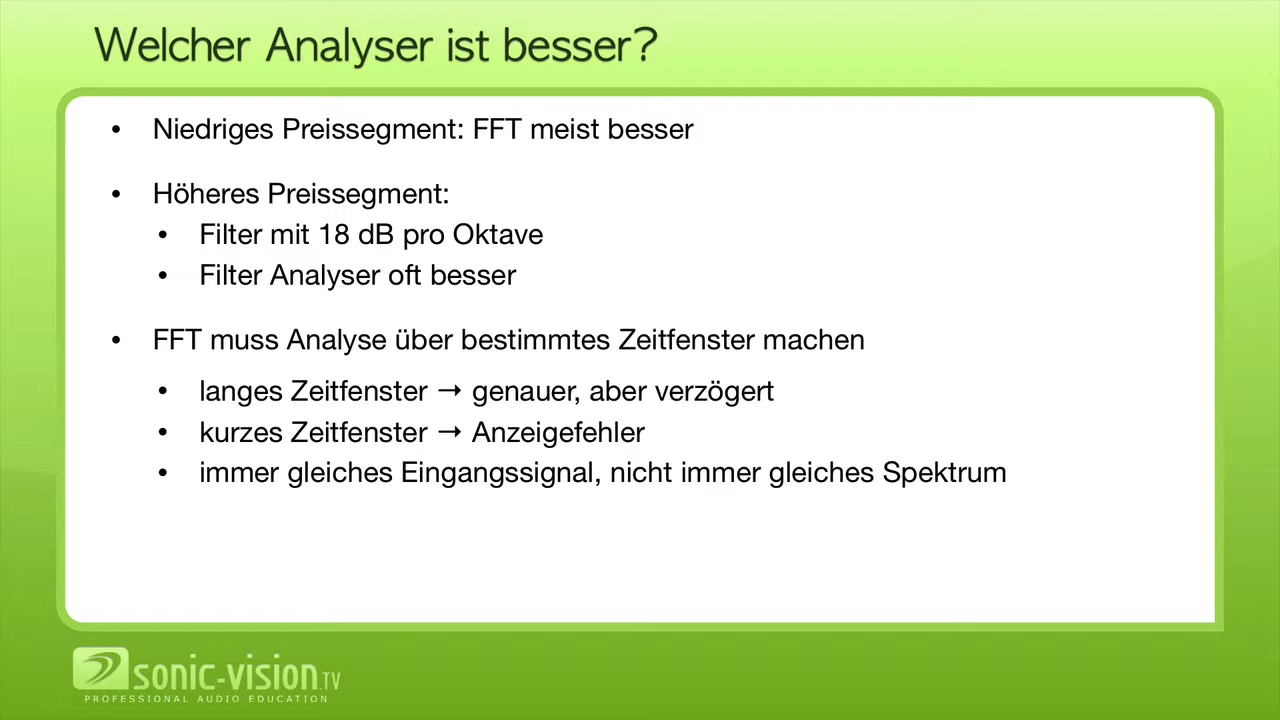 Welcher Analyser ist besser?
• Niedriges Preissegment: FFT meist besser
• Höheres Preissegment:
• Filter mit 18 dB pro Oktave
• Filter Analyser oft besser
• FFT muss Analyse über bestimmtes Zeitfenster machen
• langes Zeitfenster → genauer, aber verzögert
• kurzes Zeitfenster → Anzeigefehler
• immer gleiches Eingangssignal, nicht immer gleiches Spektrum
sonic-vision.TV
PROFESSIONAL AUDIO EDUCATION